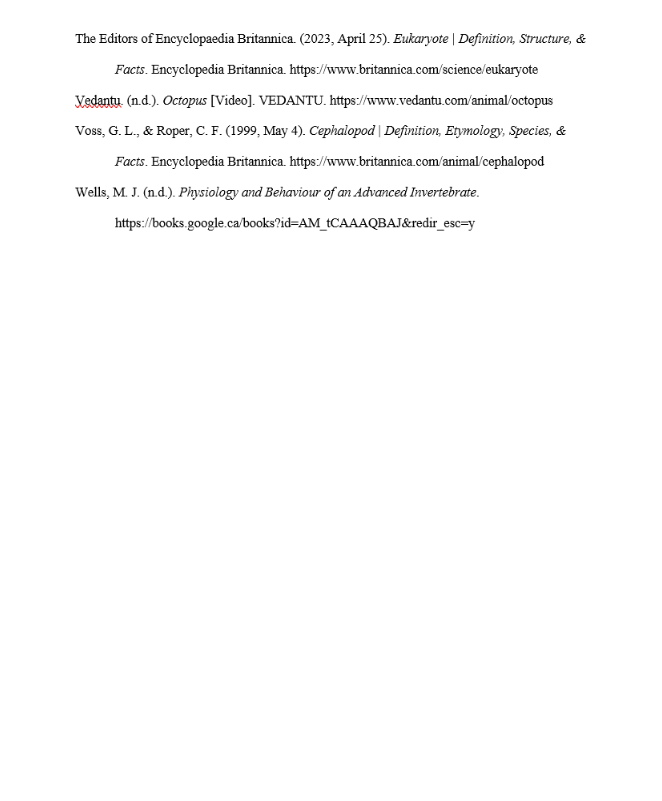 The Editors of Encyclopaedia Britannica. (2023, April 25). Eukaryote | Definition, Structure, &
Facts. Encyclopedia Britannica. https://www.britannica.com/science/eukaryote
Vedantu. (n.d.). Octopus [Video]. VEDANTU. https://www.vedantu.com/animal/octopus
Voss, G. L., & Roper, C. F. (1999, May 4). Cephalopod | Definition, Etymology, Species, &
Facts. Encyclopedia Britannica. https://www.britannica.com/animal/cephalopod
Wells, M. J. (n.d.). Physiology and Behaviour of an Advanced Invertebrate.
https://books.google.ca/books?id=AM_tCAAAQBAJ&redir_esc=y